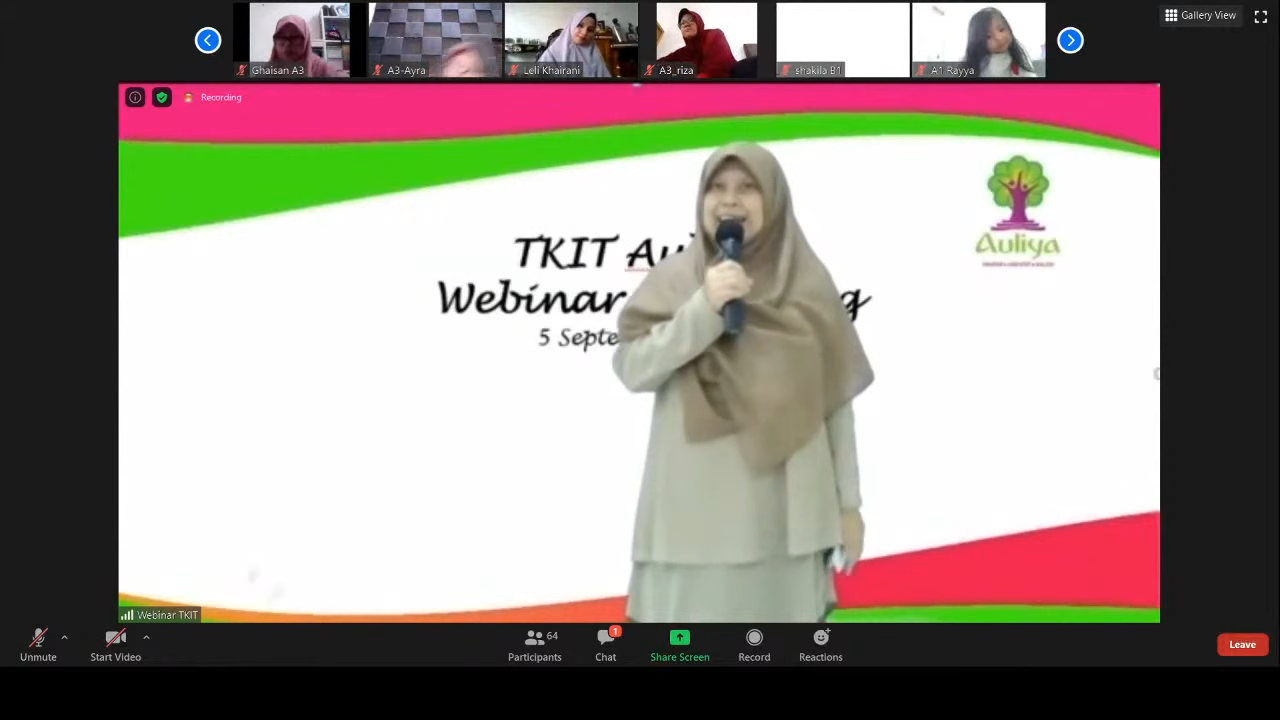 Gallery View
Ghaisan A3
A3-Ayra
Leli Khairani
A3_riza
shakila B1
A1 Rayya
Recording
TKIT Au
Webinar g
5 Septe
Auliya
Webinar TKIT
Unmute
Start Video
64
Participants
1
Chat
Share Screen
Record
Reactions
Leave